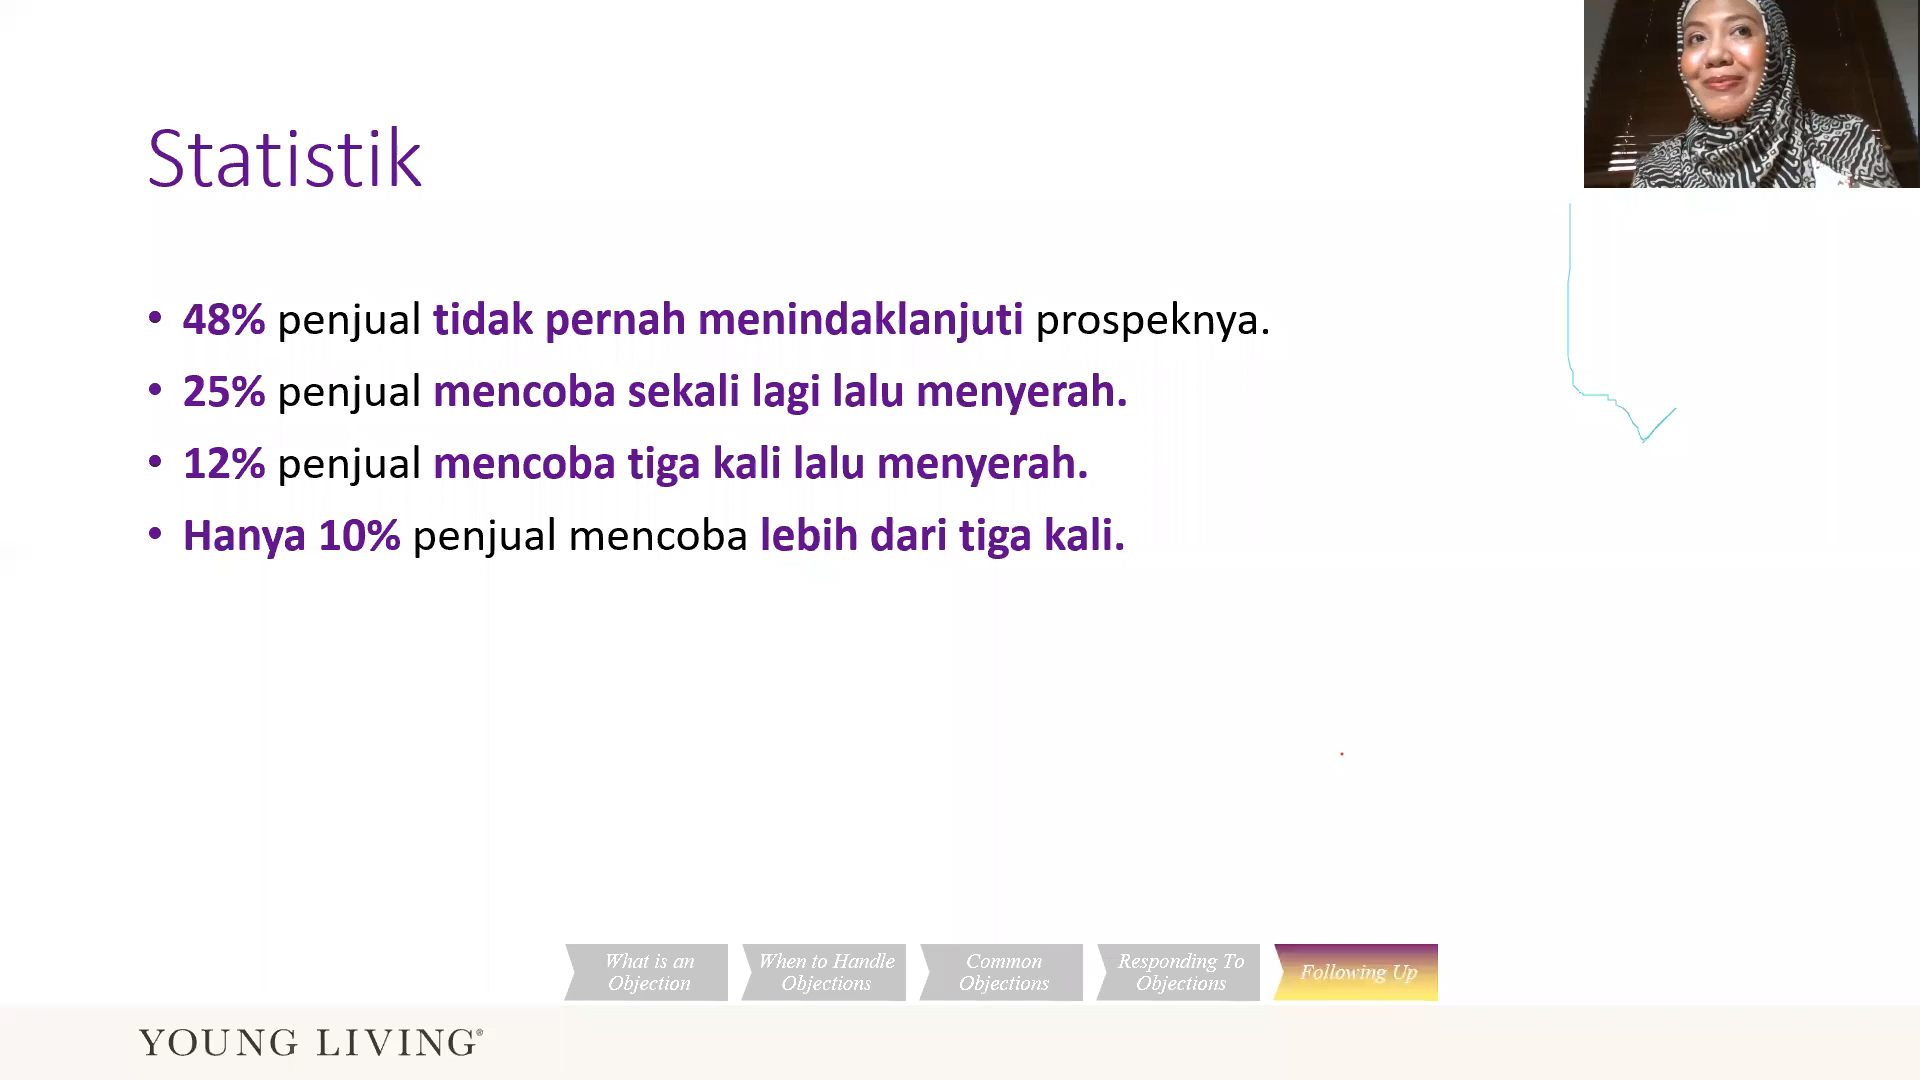 Statistik
• 48% penjual tidak pernah menindaklanjuti prospeknya.
• 25% penjual mencoba sekali lagi lalu menyerah.
• 12% penjual mencoba tiga kali lalu menyerah.
• Hanya 10% penjual mencoba lebih dari tiga kali.
What is an
Objection
When to Handle
Objections
Common
Objections
Responding To
Objections
Following Up
YOUNG LIVING®